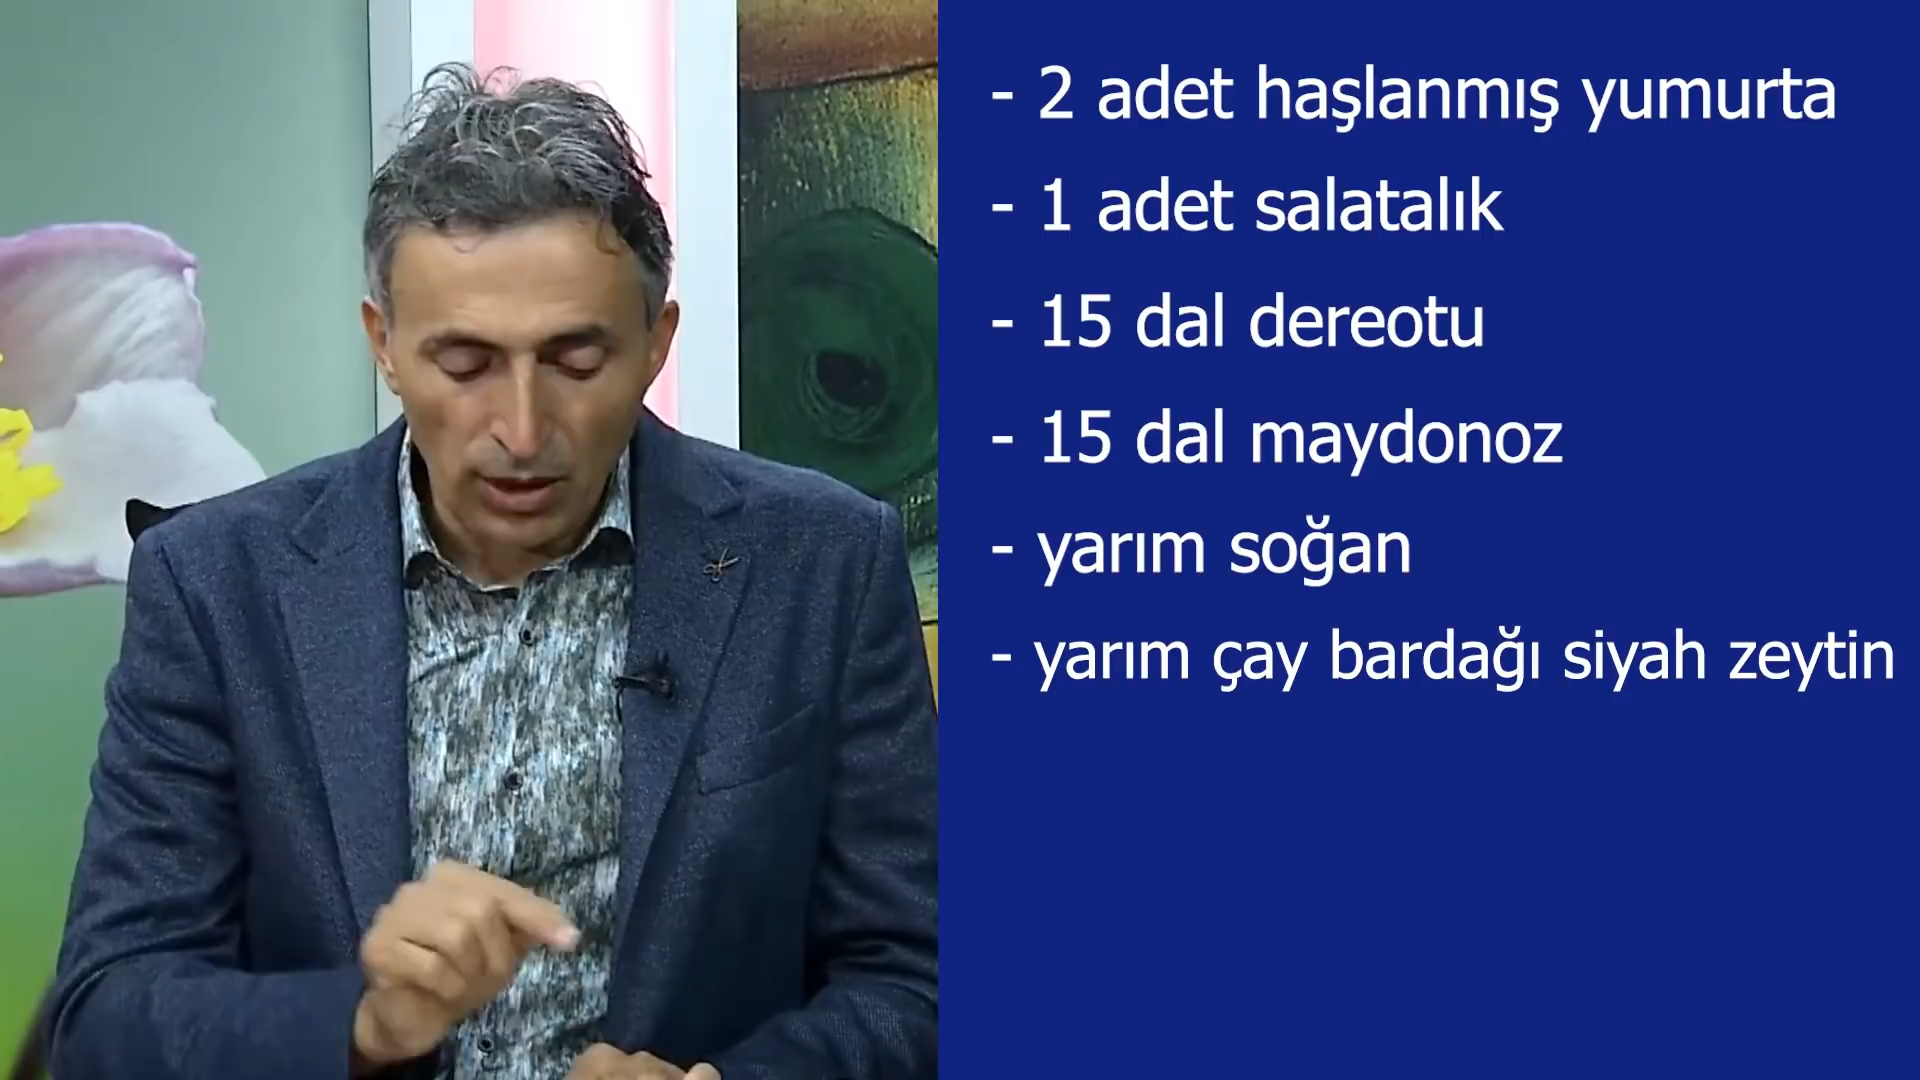 - 2 adet haşlanmış yumurta
- 1 adet salatalık
- 15 dal dereotu
- 15 dal maydonoz
- yarım soğan
- yarım çay bardağı siyah zeytin